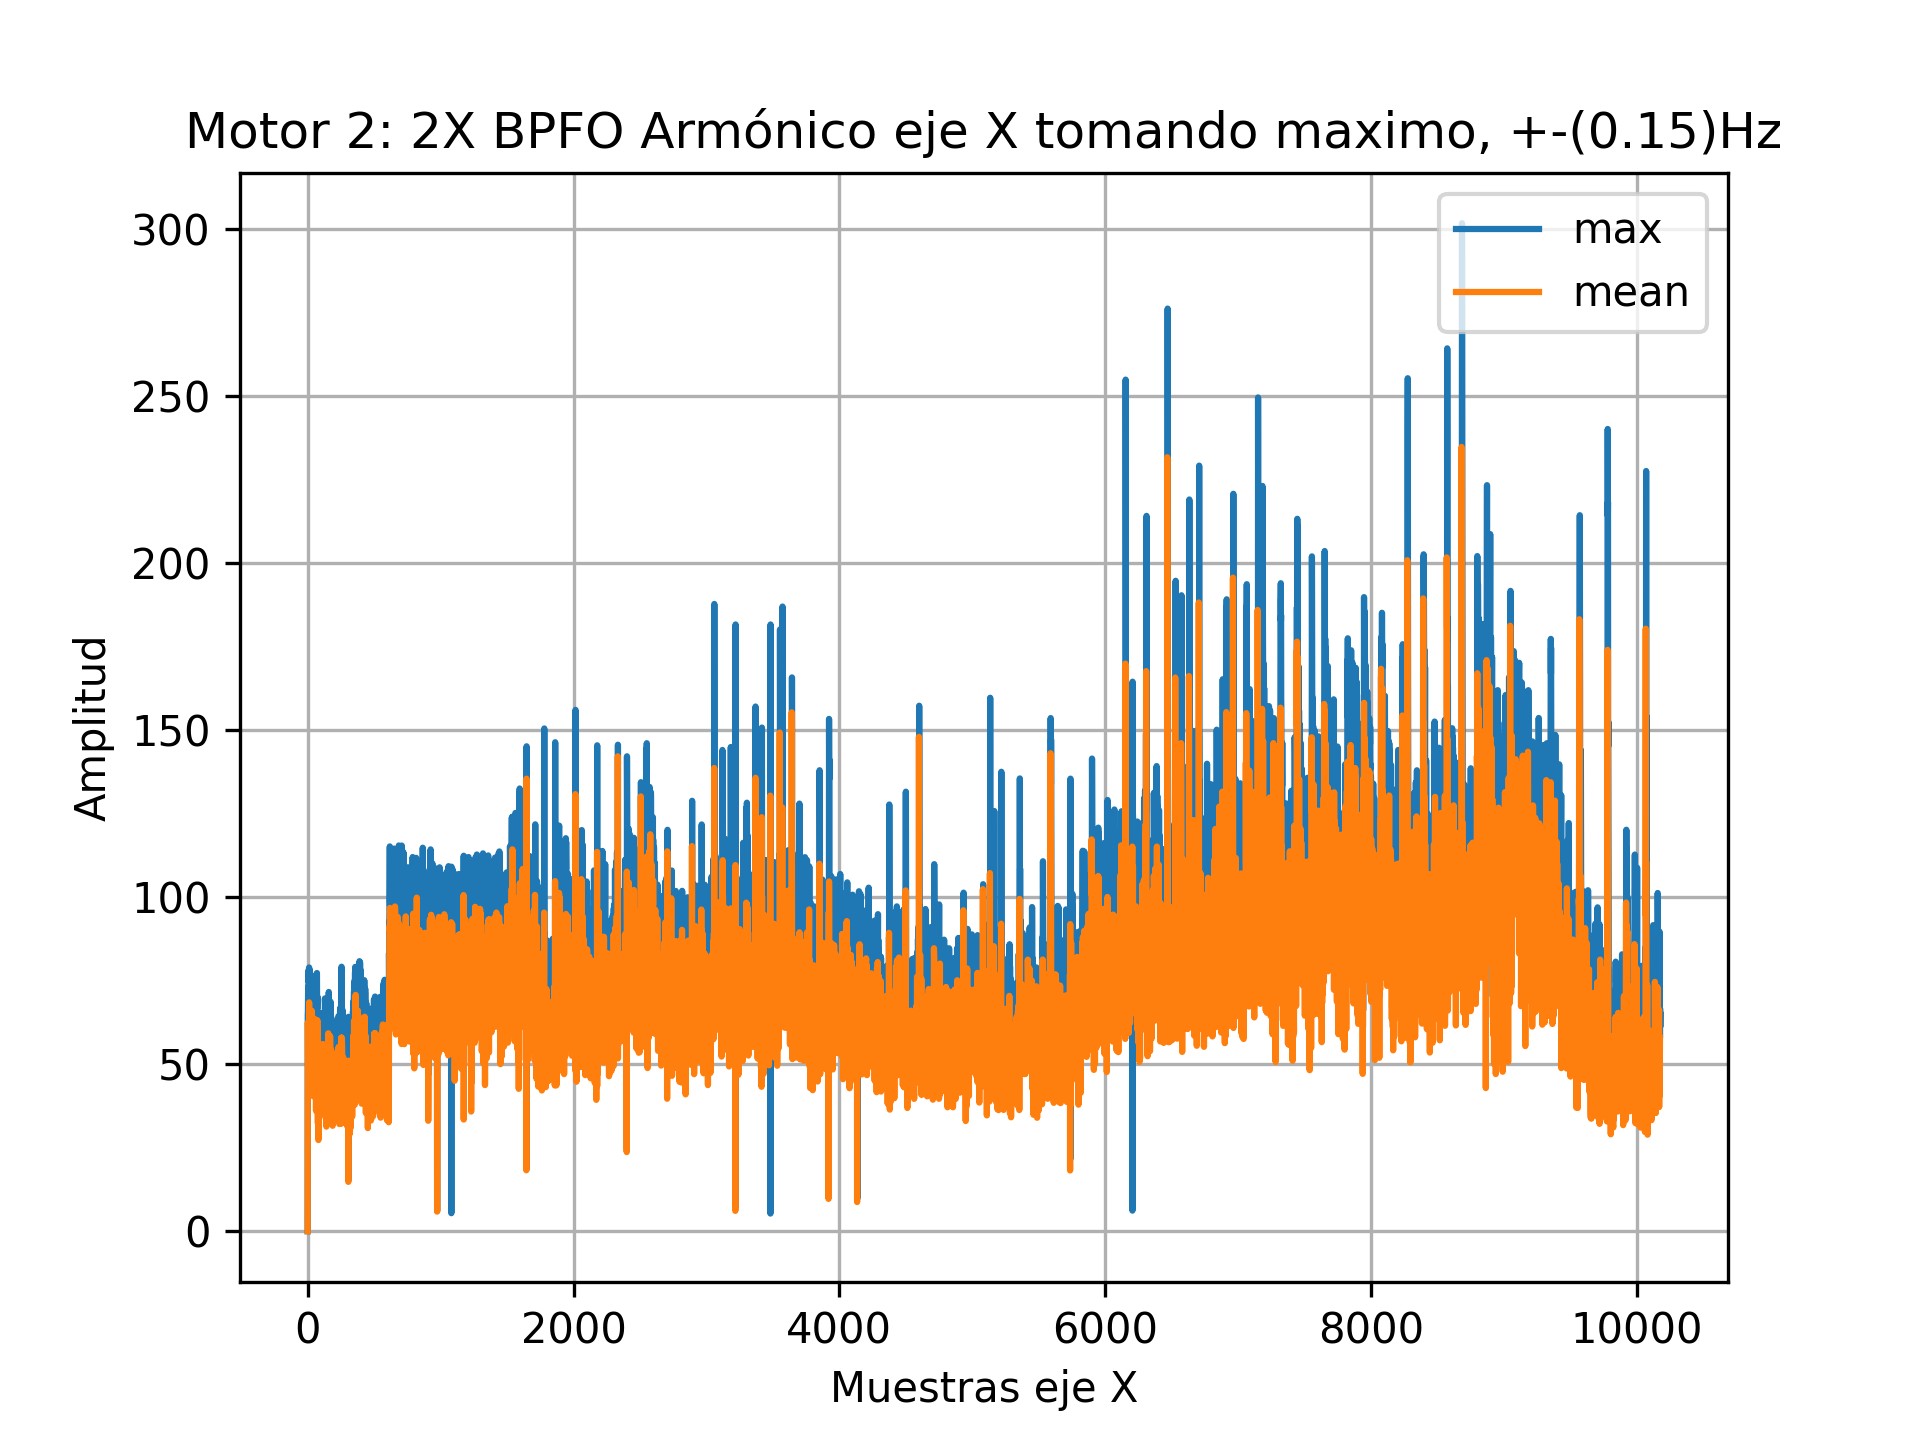 Motor 2: 2X BPFO Armónico eje X tomando maximo, +-(0.15)Hz
max
mean
300
250
200
150
100
50
0
Amplitud
0 2000 4000 6000 8000 10000
Muestras eje X